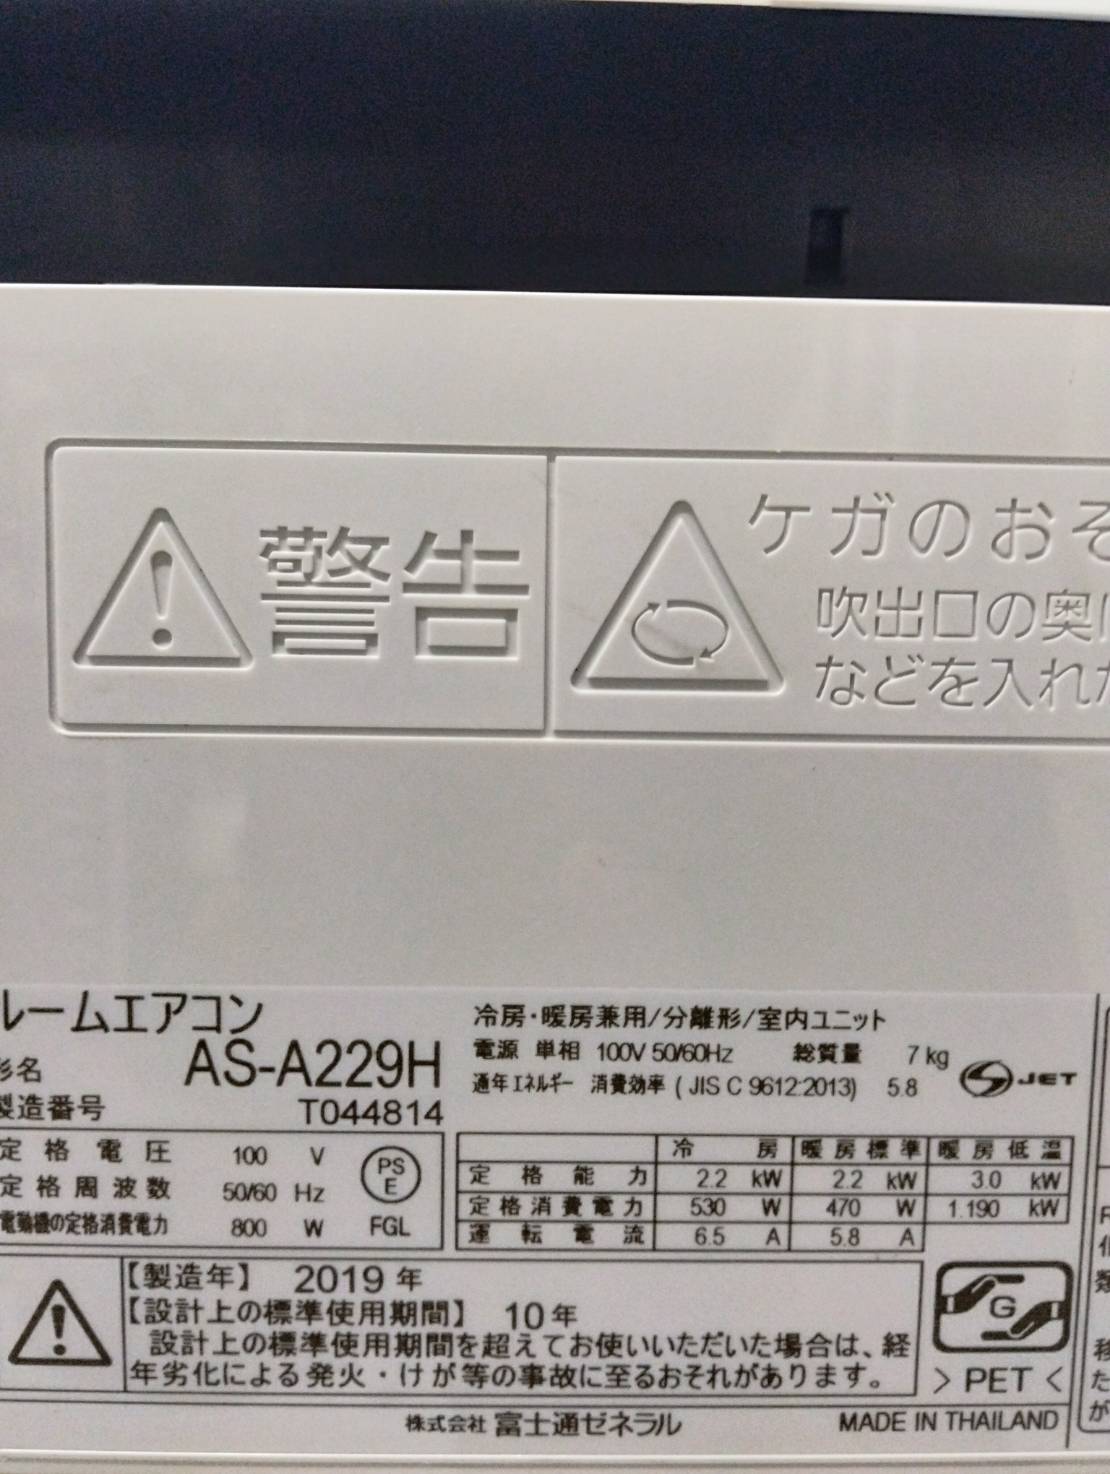 警告
ケガのおそ
吹出口の奥に
などを入れ
ルームエアコン
形名 AS-A229H
製造番号 T044814
定格電圧 100 V
定格周波数 50/60 Hz
電動機の定格消費電力 800 W
PS
E
FGL
冷房・暖房兼用/分離形/室内ユニット
電源 単相 100V 50/60Hz 総質量 7 kg
通年エネルギー 消費効率 ( JIS C 9612:2013) 5.8
JET
冷房 暖房標準 暖房低温
定格能力 2.2 kW 2.2 kW 3.0 kW
定格消費電力 530 W 470 W 1.190 kW
運転電流 6.5 A 5.8 A
【製造年】 2019 年
【設計上の標準使用期間】 10 年
設計上の標準使用期間を超えてお使いいただいた場合は、経
年劣化による発火・けが等の事故に至るおそれがあります。
G
> PET <
株式会社 富士通ゼネラル
MADE IN THAILAND